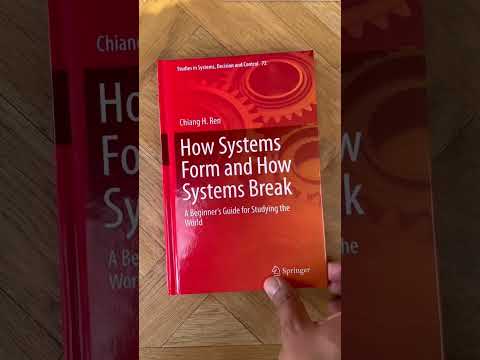 Studies in Systems, Decision and Control 72
Chiang H. Ren
How Systems
Form and How
Systems Break
A Beginner's Guide for Studying the
World
Springer